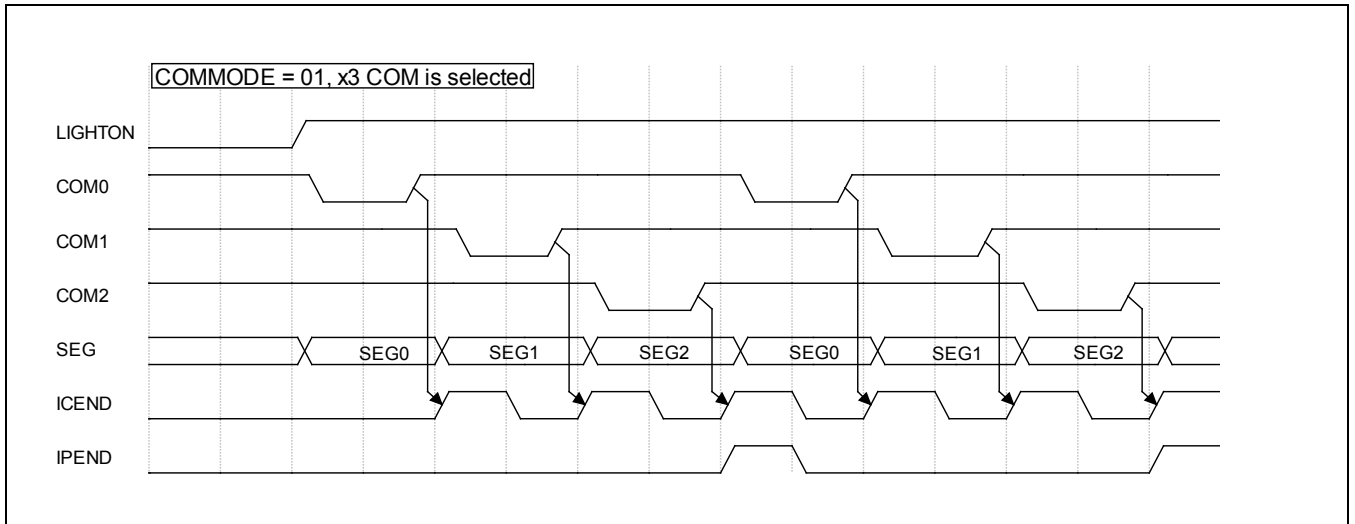 COMMODE = 01, x3 COM is selected
LIGHTON
COM0
COM1
COM2
SEG SEG0 SEG1 SEG2 SEG0 SEG1 SEG2
ICEND
IPEND